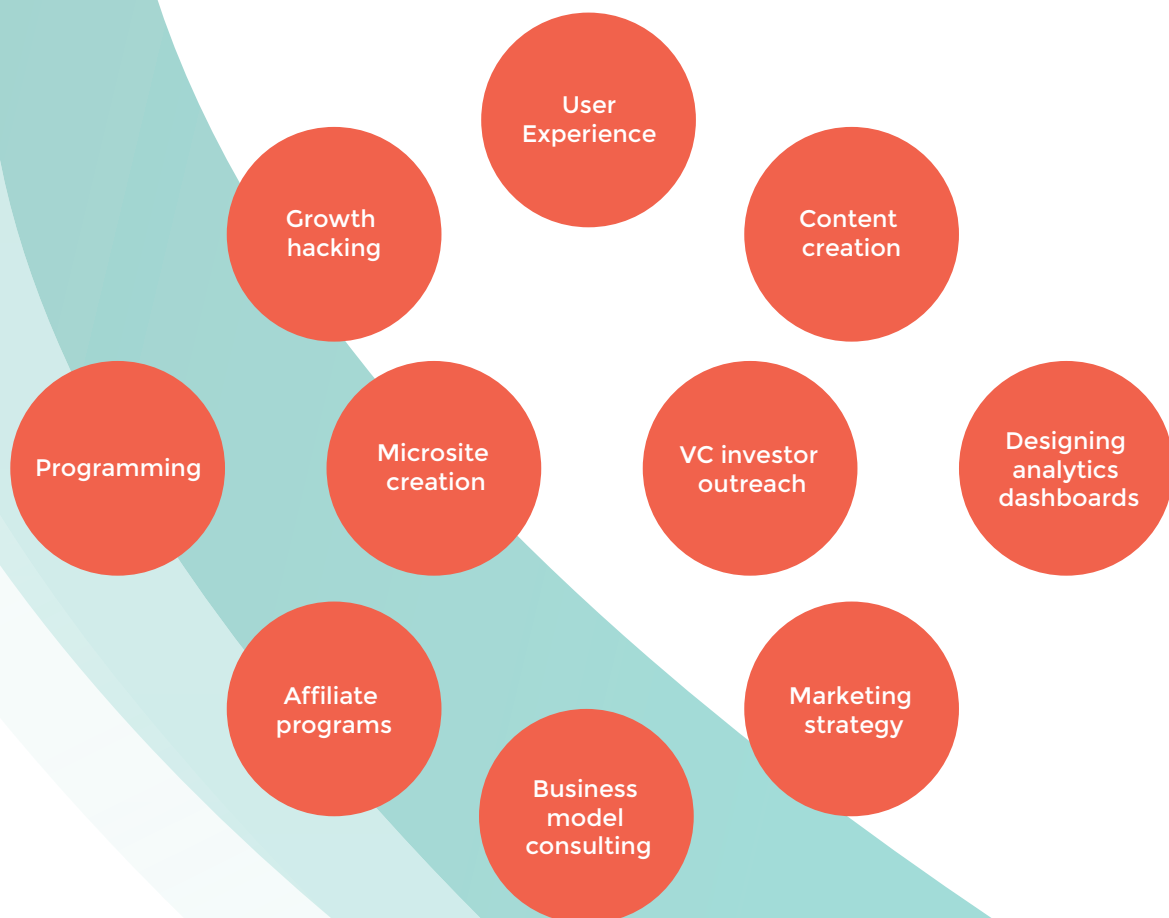 User
Experience
Growth
hacking
Content
creation
Programming
Microsite
creation
VC investor
outreach
Designing
analytics
dashboards
Affiliate
programs
Marketing
strategy
Business
model
consulting